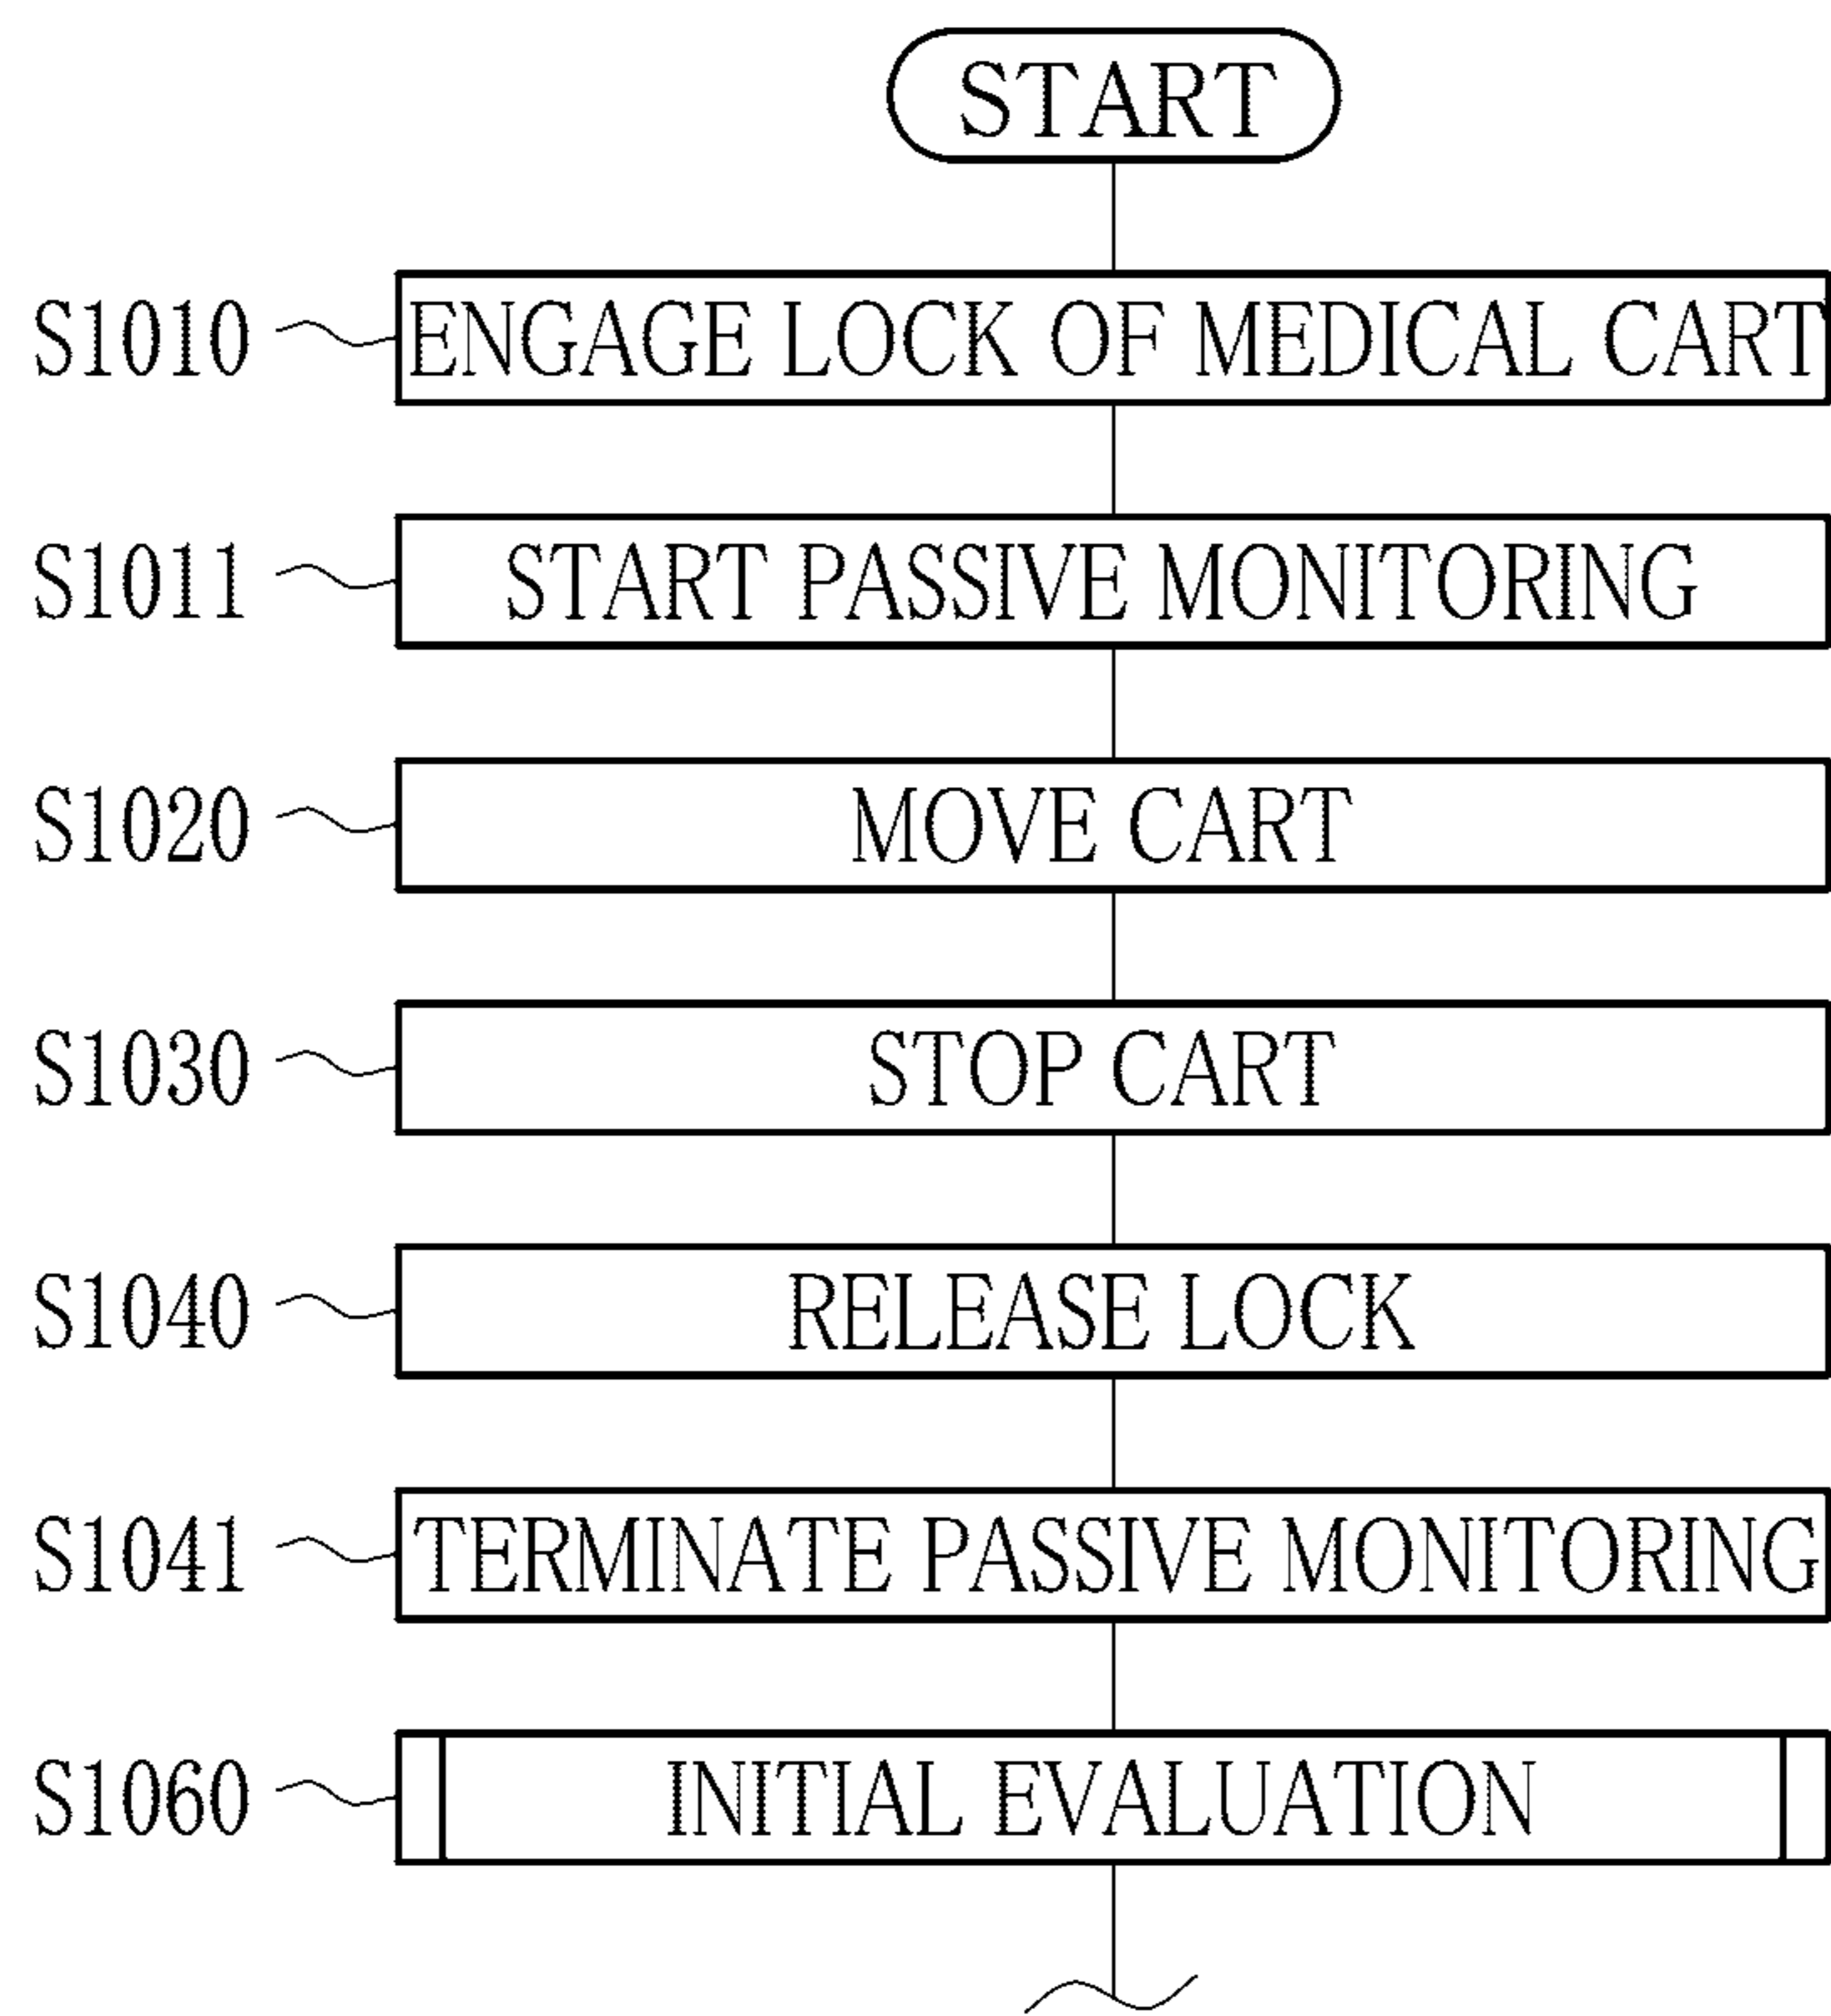 START
S1010 ENGAGE LOCK OF MEDICAL CART
S1011 START PASSIVE MONITORING
S1020 MOVE CART
S1030 STOP CART
S1040 RELEASE LOCK
S1041 TERMINATE PASSIVE MONITORING
S1060 INITIAL EVALUATION